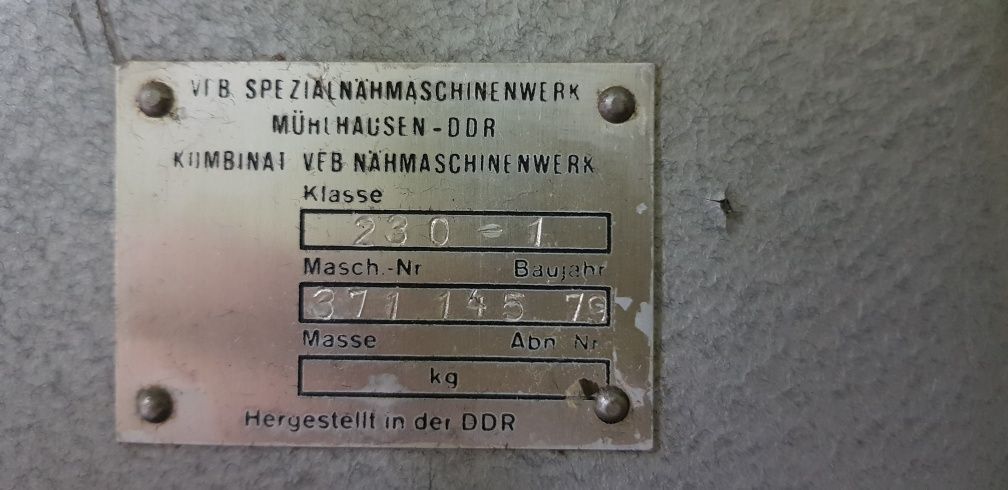 VEB SPEZIALNÄHMASCHINENWERK
MÜHLHAUSEN-DDR
KOMBINAT VEB NÄHMASCHINENWERK
Klasse
230-1
Masch.-Nr Baujahr
371 145 79
Masse Abn. Nr.
kg
Hergestellt in der DDR